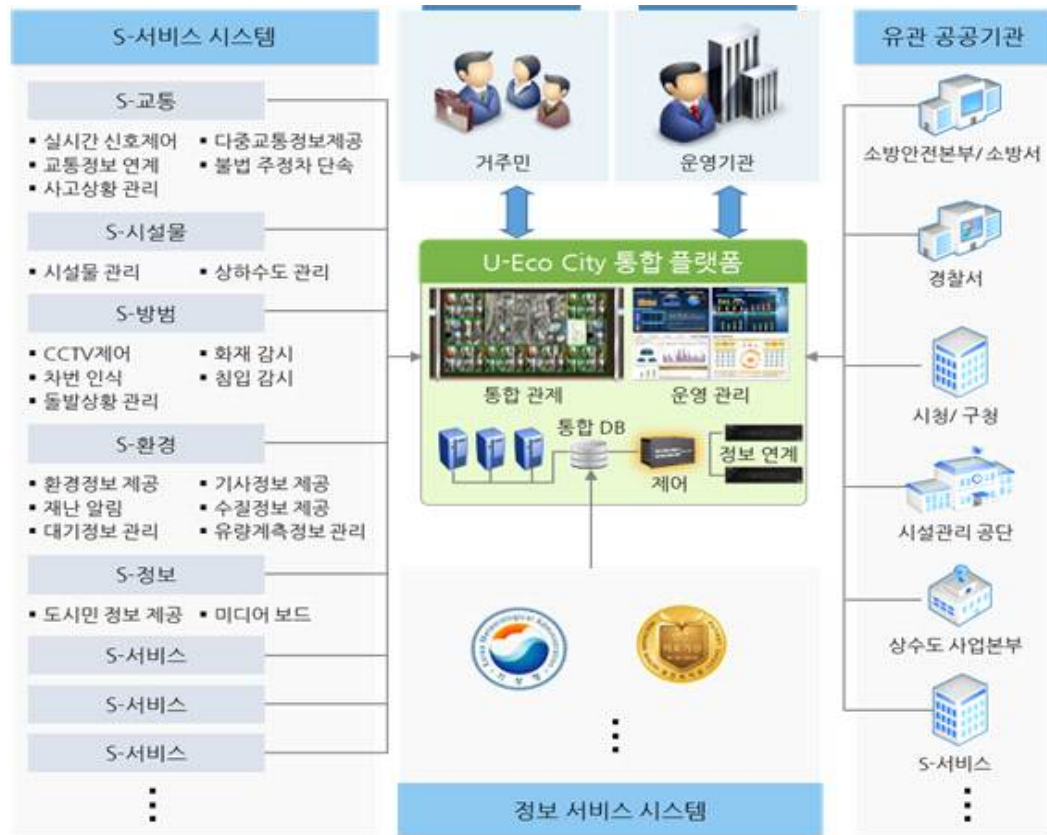 S-서비스 시스템
S-교통
▪ 실시간 신호제어
▪ 다중교통정보제공
▪ 교통정보 연계
▪ 불법 주정차 단속
▪ 사고상황 관리
S-시설물
▪ 시설물 관리
▪ 상하수도 관리
S-방범
▪ CCTV제어
▪ 화재 감시
▪ 차번 인식
▪ 침입 감시
▪ 돌발상황 관리
S-환경
▪ 환경정보 제공
▪ 기사정보 제공
▪ 재난 알림
▪ 수질정보 제공
▪ 대기정보 관리
▪ 유량계측정보 관리
S-정보
▪ 도시민 정보 제공
▪ 미디어 보드
S-서비스
S-서비스
S-서비스
거주민
운영기관
U-Eco City 통합 플랫폼
통합 관제
운영 관리
통합 DB
제어
정보 연계
Korea Meteorological Administration
기상청
정보 서비스 시스템
유관 공공기관
소방안전본부/ 소방서
경찰서
시청/ 구청
시설관리 공단
상수도 사업본부
S-서비스